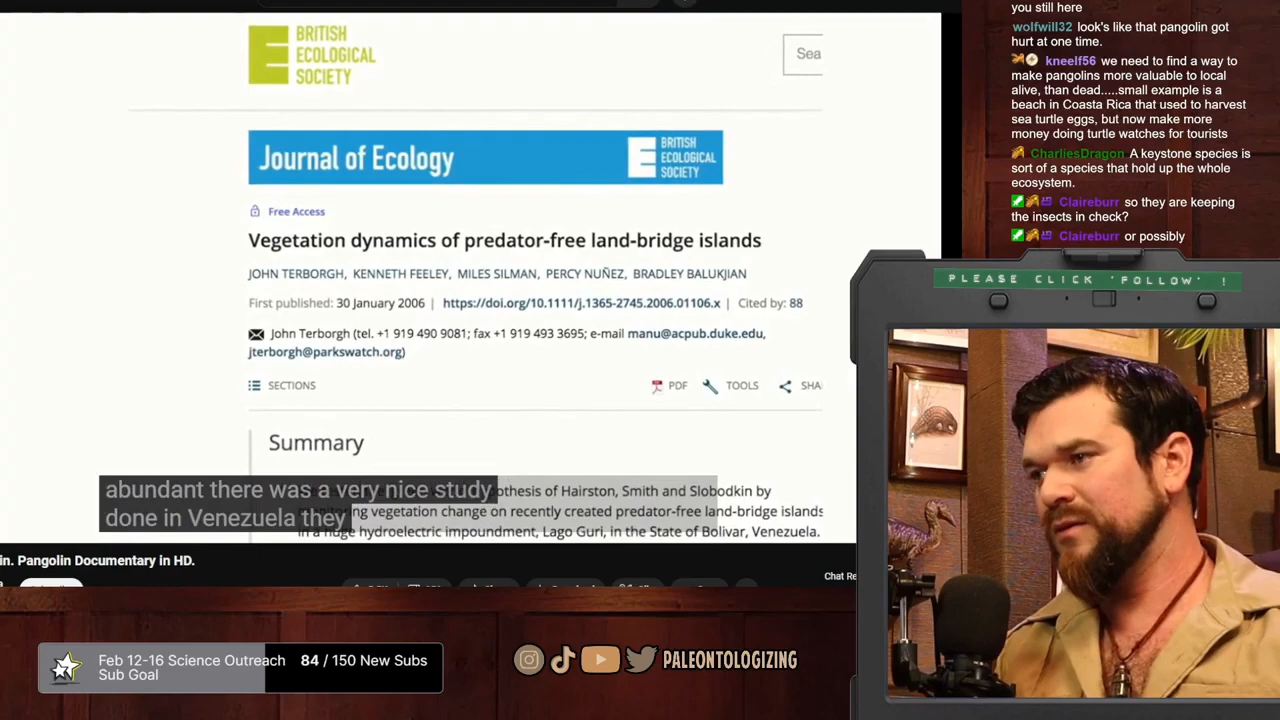 BRITISH
ECOLOGICAL
SOCIETY
Sea
Journal of Ecology
BRITISH
ECOLOGICAL
SOCIETY
Free Access
Vegetation dynamics of predator-free land-bridge islands
JOHN TERBORGH, KENNETH FEELEY, MILES SILMAN, PERCY NUÑEZ, BRADLEY BALUKJIAN
First published: 30 January 2006 | https://doi.org/10.1111/j.1365-2745.2006.01106.x | Cited by: 88
John Terborgh (tel. +1 919 490 9081; fax +1 919 493 3695; e-mail manu@acpub.duke.edu,
jterborgh@parkswatch.org)
SECTIONS
PDF
TOOLS
SHA
Summary
othesis of Hairston, Smith and Slobodkin by
ng vegetation change on recently created predator-free land-bridge islands
in a huge hydroelectric impoundment, Lago Guri, in the State of Bolivar, Venezuela.
abundant there was a very nice study
done in Venezuela they
in. Pangolin Documentary in HD.
Chat Re
you still here
wolfwill32 look's like that pangolin got
hurt at one time.
kneelf56 we need to find a way to
make pangolins more valuable to local
alive, than dead.....small example is a
beach in Coasta Rica that used to harvest
sea turtle eggs, but now make more
money doing turtle watches for tourists
CharliesDragon A keystone species is
sort of a species that hold up the whole
ecosystem.
Claireburr so they are keeping
the insects in check?
Claireburr or possibly
PLEASE CLICK 'FOLLOW' !
Feb 12-16 Science Outreach
Sub Goal
84 / 150 New Subs
PALEONTOLOGIZING